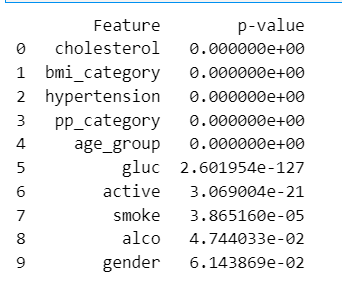 Feature p-value
0 cholesterol 0.000000e+00
1 bmi_category 0.000000e+00
2 hypertension 0.000000e+00
3 pp_category 0.000000e+00
4 age_group 0.000000e+00
5 gluc 2.601954e-127
6 active 3.069004e-21
7 smoke 3.865160e-05
8 alco 4.744033e-02
9 gender 6.143869e-02